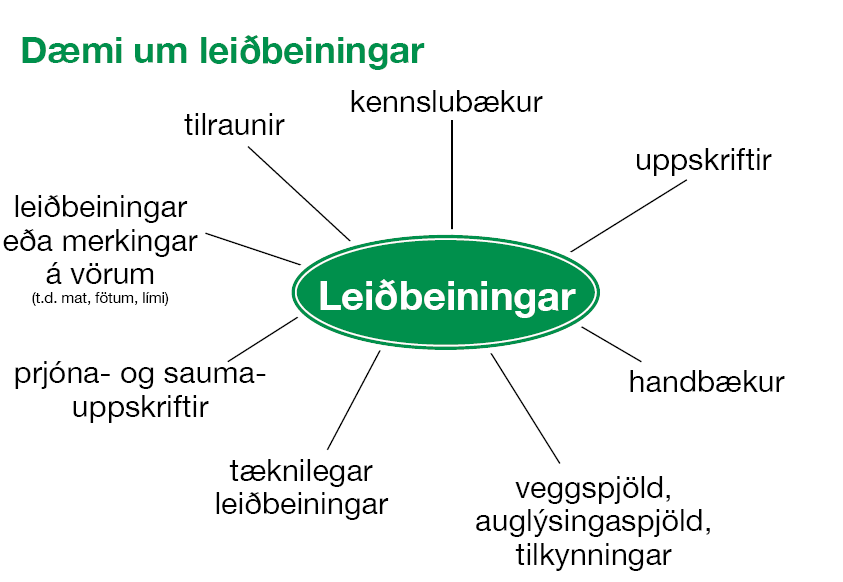 Dæmi um leiðbeiningar
kennslubækur
tilraunir
uppskriftir
leiðbeiningar
eða merkingar
á vörum
(t.d. mat, fötum, lími)
Leiðbeiningar
prjóna- og sauma-
uppskriftir
handbækur
tæknilegar
leiðbeiningar
veggspjöld,
auglýsingaspjöld,
tilkynningar